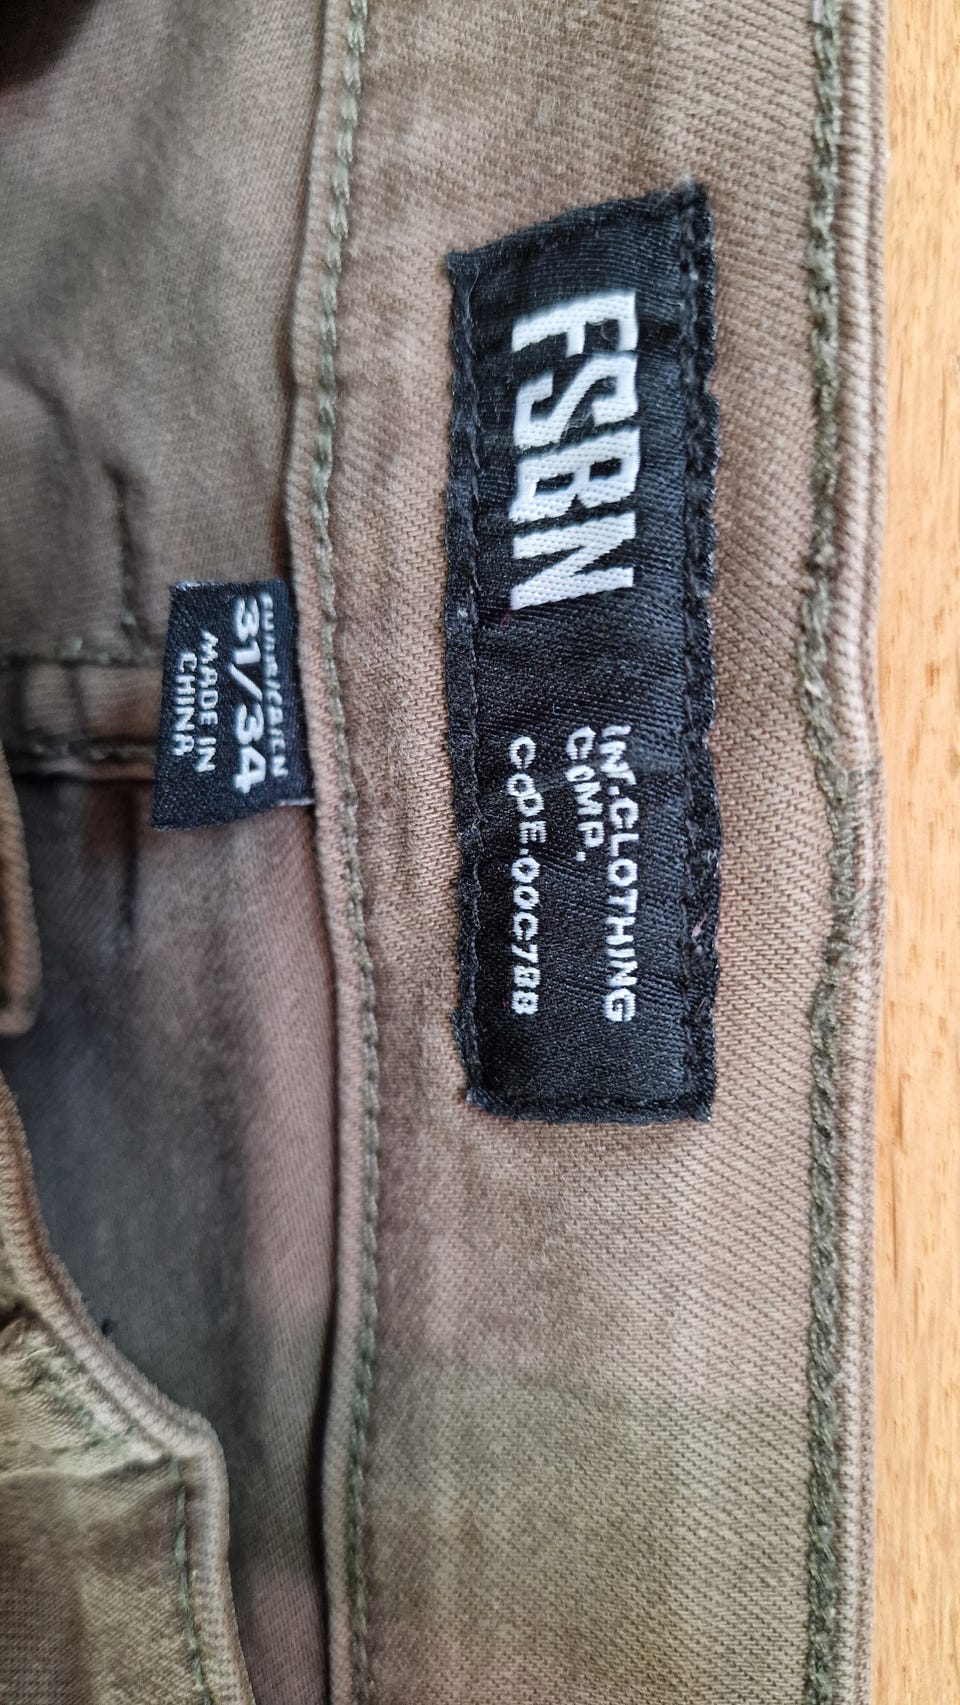 FSBN
INT.CLOTHING
COMP.
CODE.00C788
31/34
MADE IN
CHINA